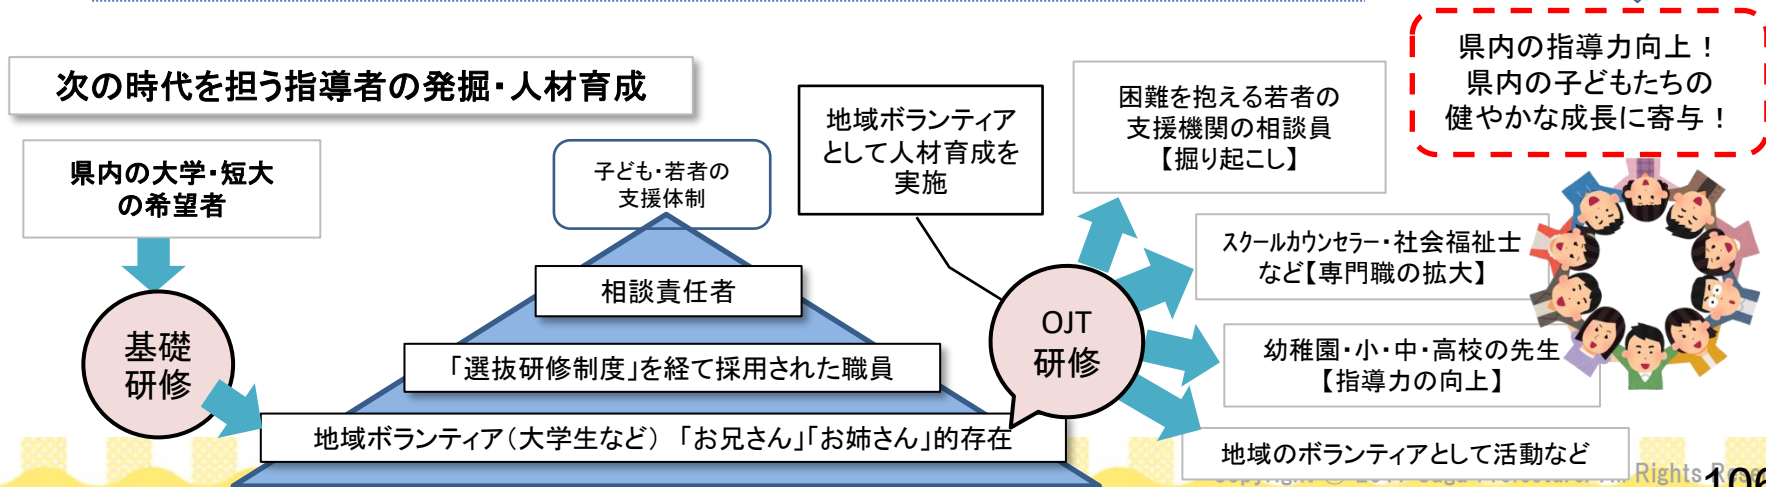 次の時代を担う指導者の発掘・人材育成
県内の大学・短大
の希望者
基礎
研修
子ども・若者の
支援体制
相談責任者
「選抜研修制度」を経て採用された職員
地域ボランティア(大学生など) 「お兄さん」「お姉さん」的存在
地域ボランティア
として人材育成を
実施
OJT
研修
困難を抱える若者の
支援機関の相談員
【掘り起こし】
スクールカウンセラー・社会福祉士
など【専門職の拡大】
幼稚園・小・中・高校の先生
【指導力の向上】
地域のボランティアとして活動など
県内の指導力向上！
県内の子どもたちの
健やかな成長に寄与！
Rights
106